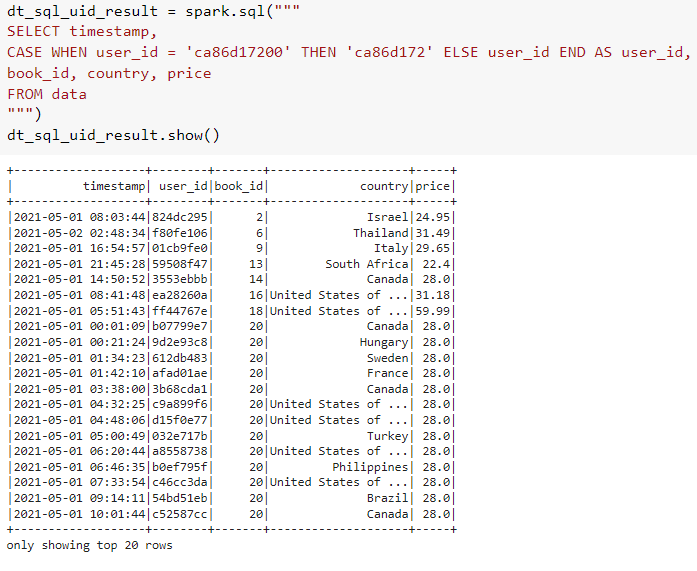 dt_sql_uid_result = spark.sql("""
SELECT timestamp,
CASE WHEN user_id = 'ca86d17200' THEN 'ca86d172' ELSE user_id END AS user_id,
book_id, country, price
FROM data
""")
dt_sql_uid_result.show()
+-------------------+--------+-------+--------------------+-----+
|          timestamp| user_id|book_id|             country|price|
+-------------------+--------+-------+--------------------+-----+
|2021-05-01 08:03:44|824dc295|      2|              Israel|24.95|
|2021-05-02 02:48:34|f80fe106|      6|            Thailand|31.49|
|2021-05-01 16:54:57|01cb9fe0|      9|               Italy|29.65|
|2021-05-01 21:45:28|59508f47|     13|        South Africa| 22.4|
|2021-05-01 14:50:52|3553ebbb|     14|              Canada| 28.0|
|2021-05-01 08:41:48|ea28260a|     16|United States of ...|31.18|
|2021-05-01 05:51:43|ff44767e|     18|United States of ...|59.99|
|2021-05-01 00:01:09|b07799e7|     20|              Canada| 28.0|
|2021-05-01 00:21:24|9d2e93c8|     20|             Hungary| 28.0|
|2021-05-01 01:34:23|612db483|     20|              Sweden| 28.0|
|2021-05-01 01:42:10|afad01ae|     20|              France| 28.0|
|2021-05-01 03:38:00|3b68cda1|     20|              Canada| 28.0|
|2021-05-01 04:32:25|c9a899f6|     20|United States of ...| 28.0|
|2021-05-01 04:48:06|d15f0e77|     20|United States of ...| 28.0|
|2021-05-01 05:00:49|032e717b|     20|              Turkey| 28.0|
|2021-05-01 06:20:44|a8558738|     20|United States of ...| 28.0|
|2021-05-01 06:46:35|b0ef795f|     20|         Philippines| 28.0|
|2021-05-01 07:33:54|c46cc3da|     20|United States of ...| 28.0|
|2021-05-01 09:14:11|54bd51eb|     20|              Brazil| 28.0|
|2021-05-01 10:01:44|c52587cc|     20|              Canada| 28.0|
+-------------------+--------+-------+--------------------+-----+
only showing top 20 rows